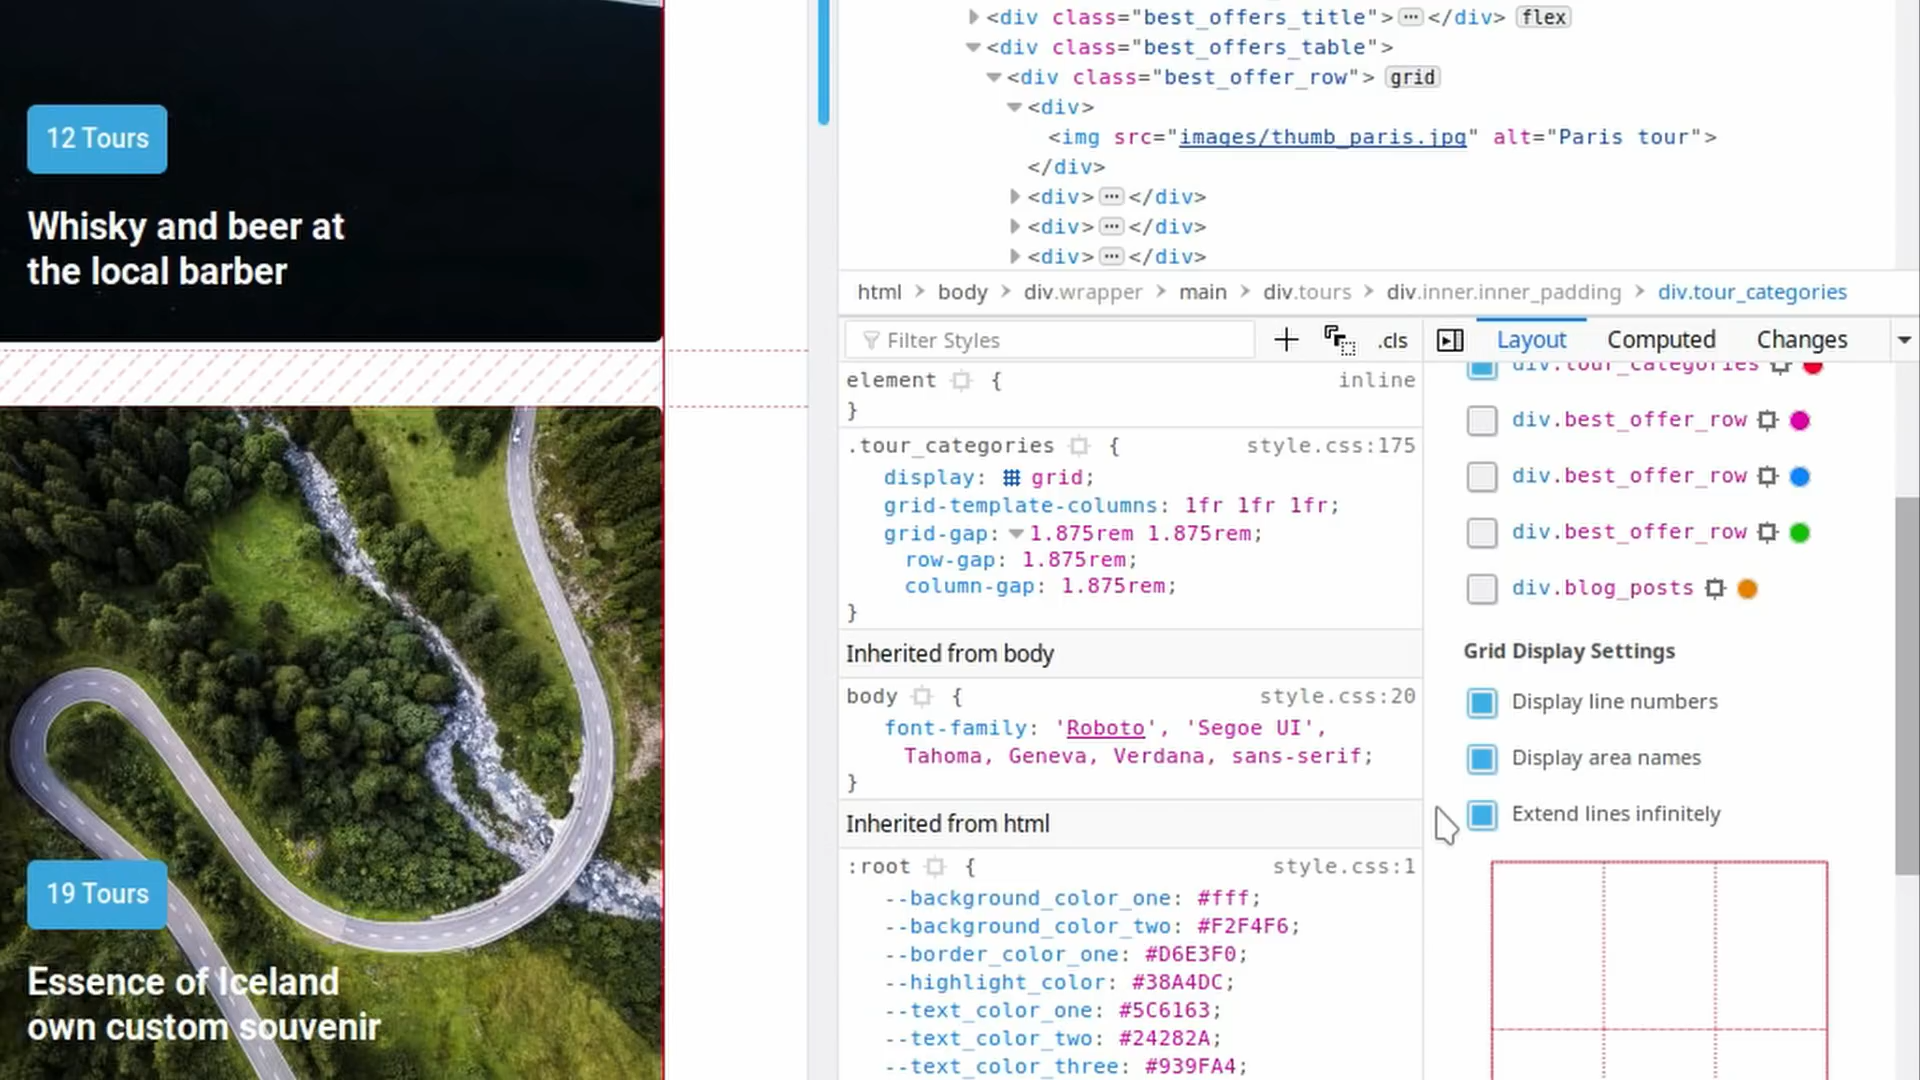 12 Tours
Whisky and beer at
the local barber
19 Tours
Essence of Iceland
own custom souvenir
<div class="best_offers_title"> ⋯ </div> flex
<div class="best_offers_table">
<div class="best_offer_row"> grid
<div>
<img src="images/thumb_paris.jpg" alt="Paris tour">
</div>
<div> ⋯ </div>
<div> ⋯ </div>
<div> ⋯ </div>
html > body > div.wrapper > main > div.tours > div.inner.inner_padding > div.tour_categories
Filter Styles
+ .cls
element { inline
}
.tour_categories { style.css:175
display: grid;
grid-template-columns: 1fr 1fr 1fr;
grid-gap: 1.875rem 1.875rem;
row-gap: 1.875rem;
column-gap: 1.875rem;
}
Inherited from body
body { style.css:20
font-family: 'Roboto', 'Segoe UI',
Tahoma, Geneva, Verdana, sans-serif;
}
Inherited from html
:root { style.css:1
--background_color_one: #fff;
--background_color_two: #F2F4F6;
--border_color_one: #D6E3F0;
--highlight_color: #38A4DC;
--text_color_one: #5C6163;
--text_color_two: #24282A;
--text_color_three: #939FA4;
Layout Computed Changes
div.tour_categories
div.best_offer_row
div.best_offer_row
div.best_offer_row
div.blog_posts
Grid Display Settings
Display line numbers
Display area names
Extend lines infinitely